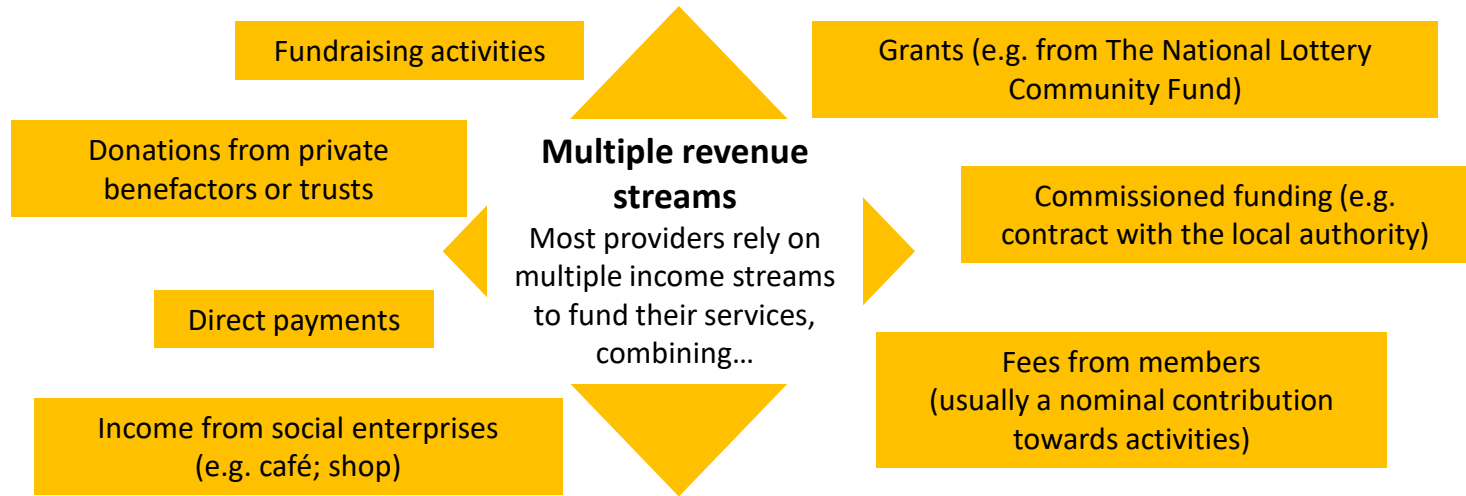 Fundraising activities
Grants (e.g. from The National Lottery
Community Fund)
Donations from private
benefactors or trusts
Multiple revenue
streams
Most providers rely on
multiple income streams
to fund their services,
combining…
Commissioned funding (e.g.
contract with the local authority)
Direct payments
Fees from members
(usually a nominal contribution
towards activities)
Income from social enterprises
(e.g. café; shop)